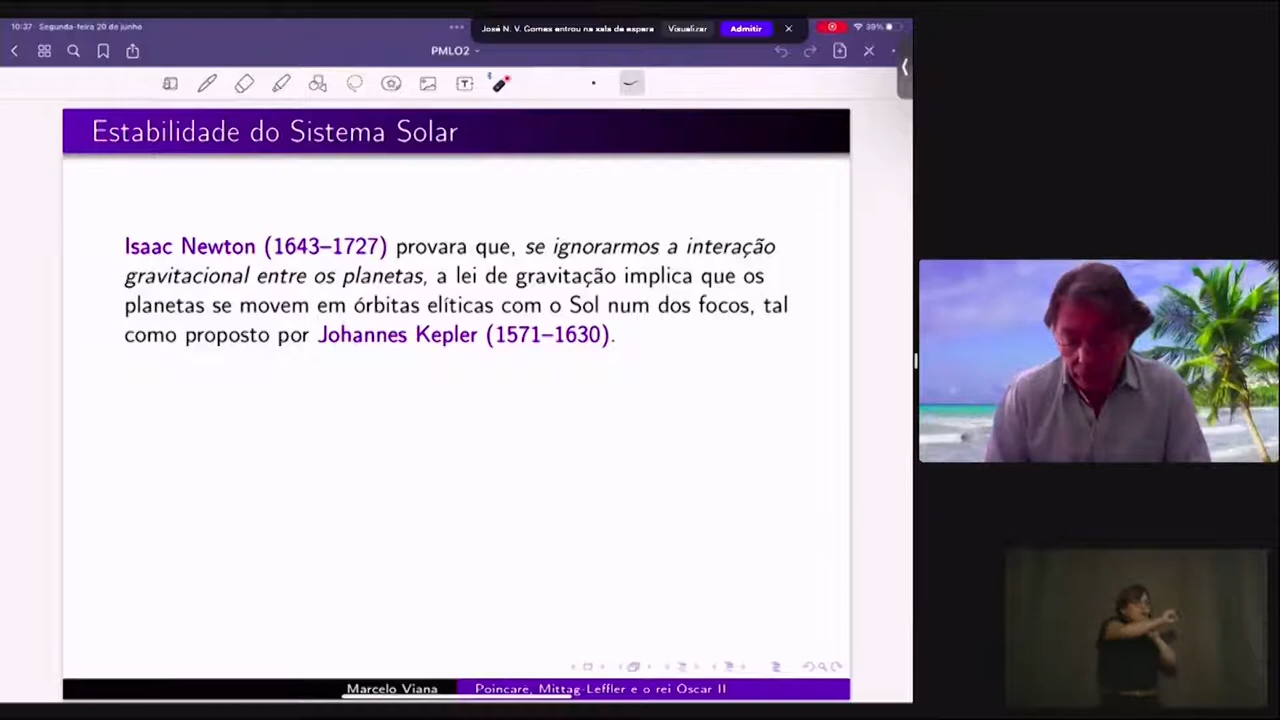 10:37 Segunda-feira 20 de junho
José N. V. Gomes entrou na sala de espera Visualizar Admitir
39%
PMLO2
Estabilidade do Sistema Solar
Isaac Newton (1643–1727) provara que, se ignorarmos a interação
gravitacional entre os planetas, a lei de gravitação implica que os
planetas se movem em órbitas elíticas com o Sol num dos focos, tal
como proposto por Johannes Kepler (1571–1630).
Marcelo Viana Poincare, Mittag-Leffler e o rei Oscar II